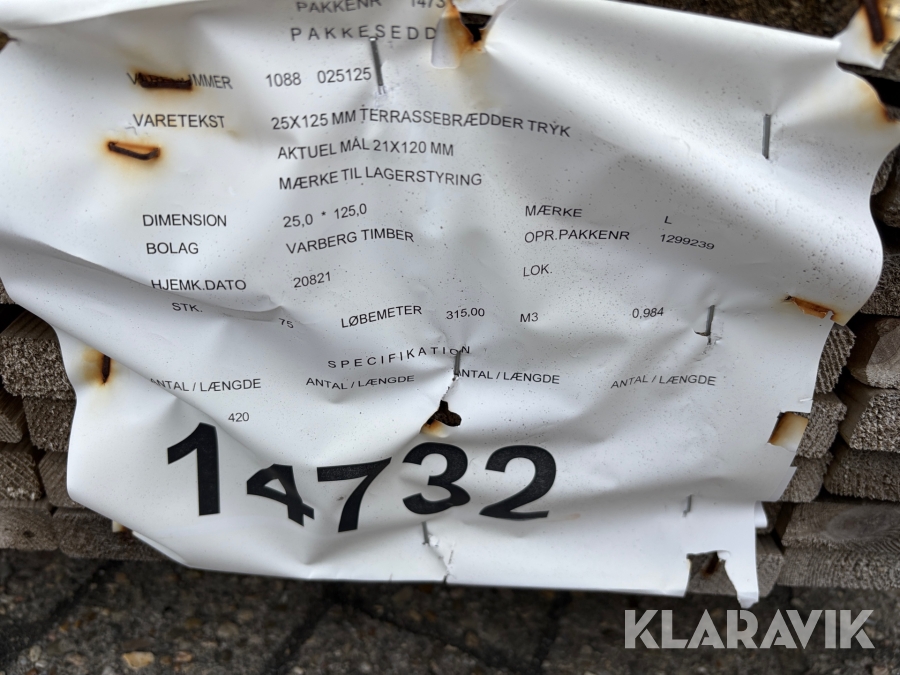 PAKKENR 1473
PAKKESEDD
1088 025125
VARETEKST 25X125 MM TERRASSEBRÆDDER TRYK
AKTUEL MÅL 21X120 MM
MÆRKE TIL LAGERSTYRING
DIMENSION 25,0 * 125,0 MÆRKE L
BOLAG VARBERG TIMBER OPR.PAKKENR 1299239
HJEMK.DATO 20821 LOK.
STK. 75 LØBEMETER 315,00 M3 0,984
SPECIFIKATION
ANTAL / LÆNGDE ANTAL / LÆNGDE ANTAL / LÆNGDE ANTAL / LÆNGDE
420
14732
KLARAVIK